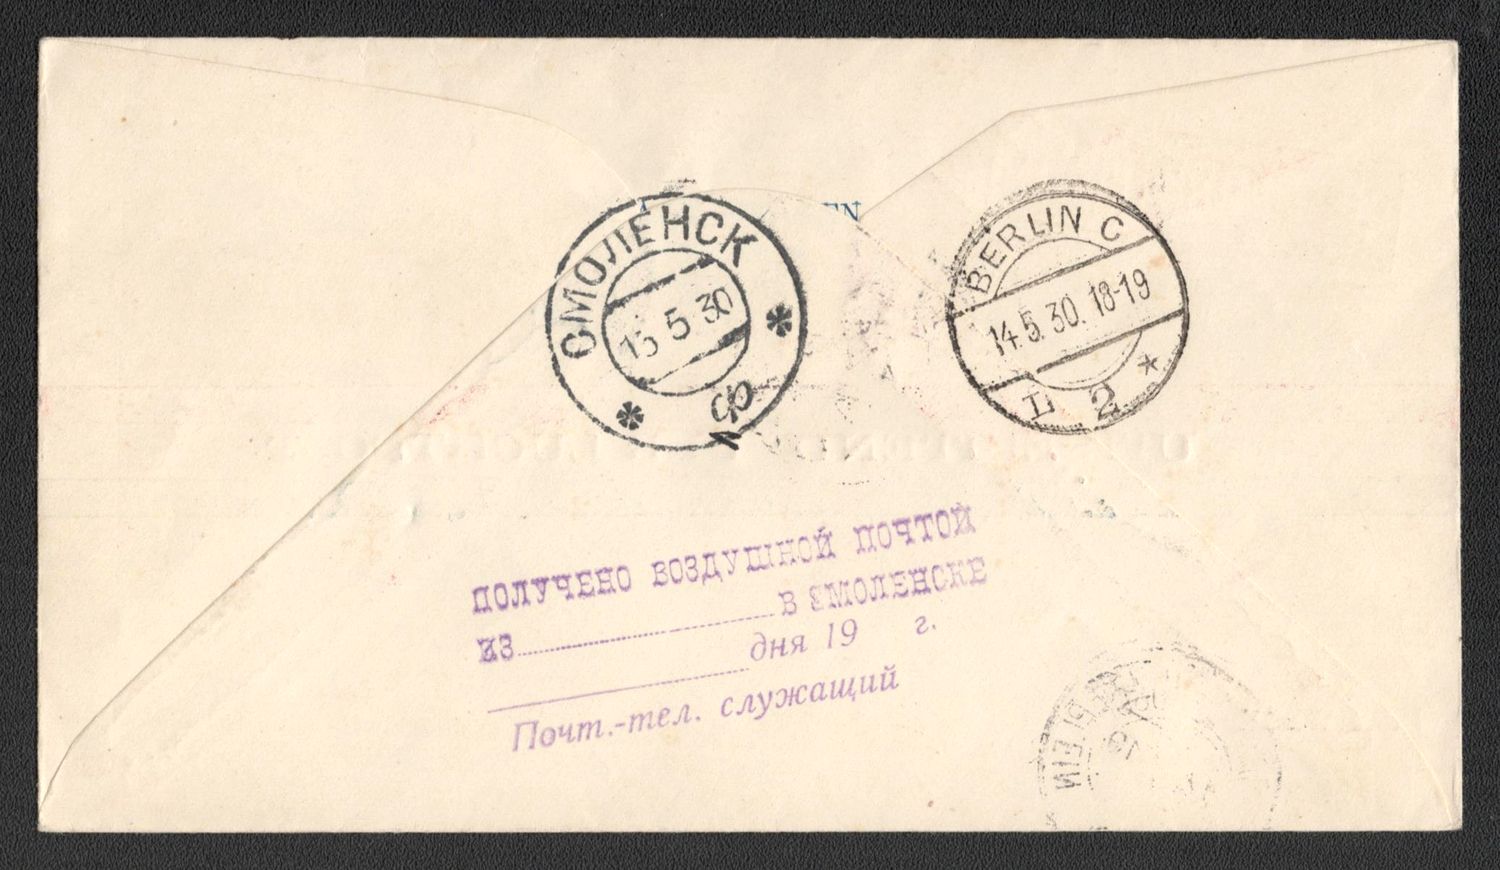 EN
СМОЛЕНСК
15 5 30
ф
BERLIN C
14.5.30. 18-19
L 2
ПОЛУЧЕНО ВОЗДУШНОЙ ПОЧТОЙ
ИЗ В СМОЛЕНСКЕ
дня 19 г.
Почт.-тел. служащий